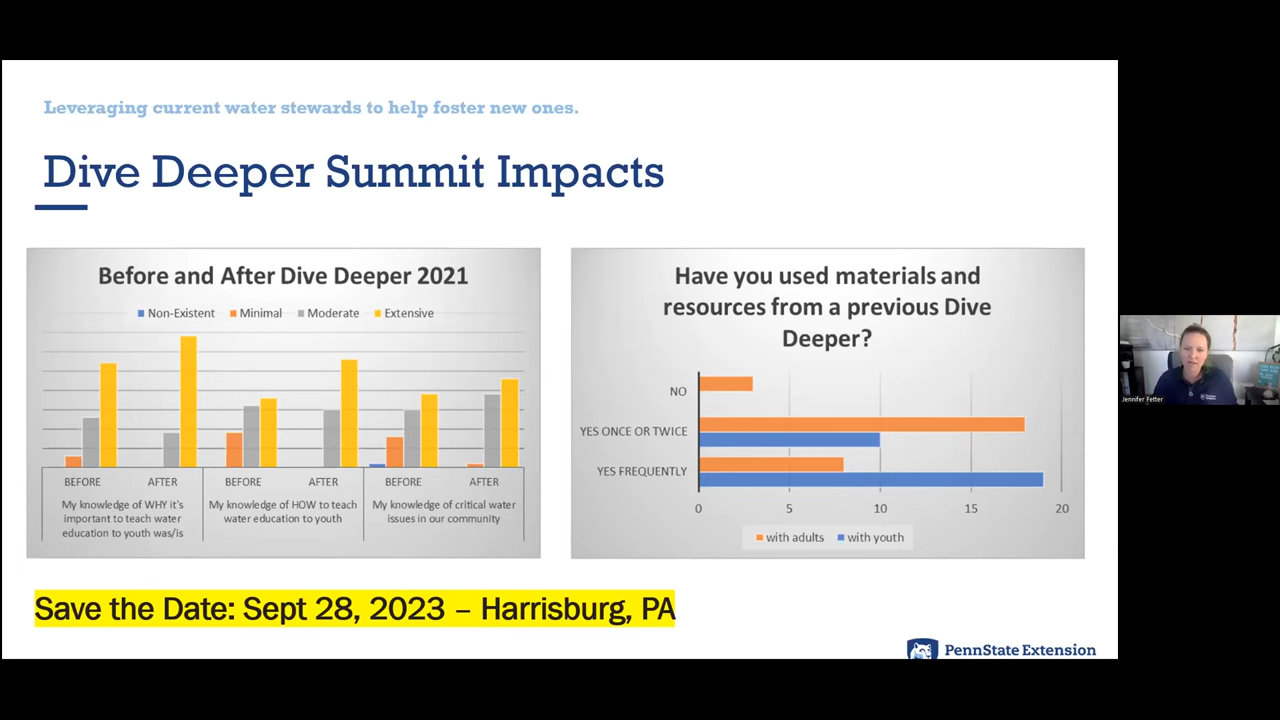 Leveraging current water stewards to help foster new ones.
Dive Deeper Summit Impacts
Before and After Dive Deeper 2021
Non-Existent Minimal Moderate Extensive
BEFORE AFTER BEFORE AFTER BEFORE AFTER
My knowledge of WHY it's
important to teach water
education to youth was/is
My knowledge of HOW to teach
water education to youth
My knowledge of critical water
issues in our community
Have you used materials and
resources from a previous Dive
Deeper?
NO
YES ONCE OR TWICE
YES FREQUENTLY
0 5 10 15 20
with adults with youth
Save the Date: Sept 28, 2023 – Harrisburg, PA
PennState Extension
Jennifer Fetter